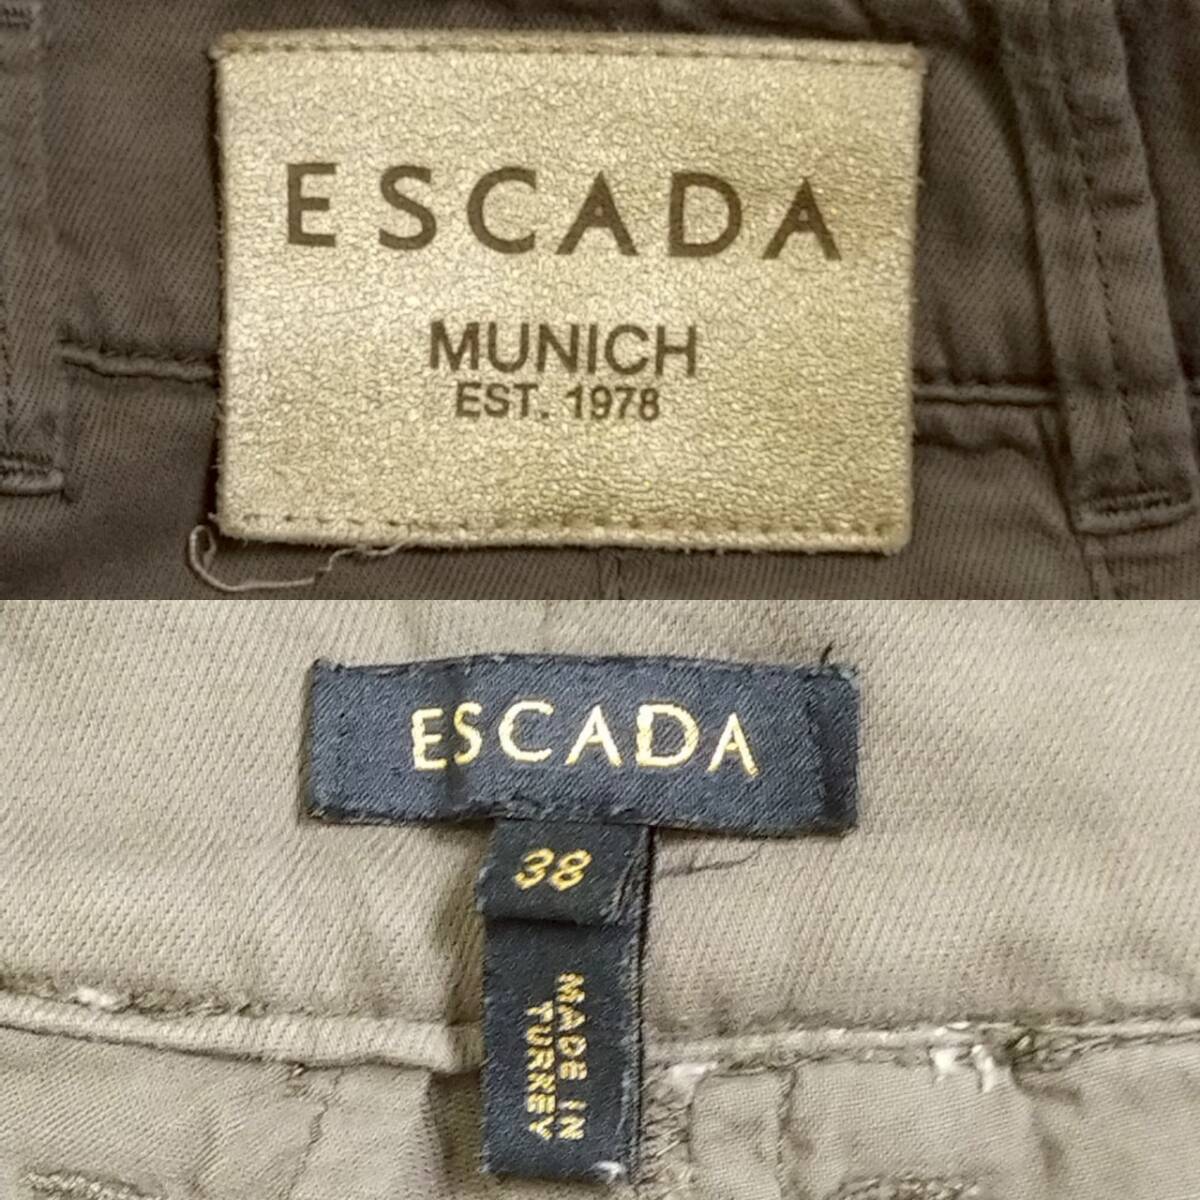 ESCADA
MUNICH
EST. 1978
ESCADA
38
MADE IN
TURKEY